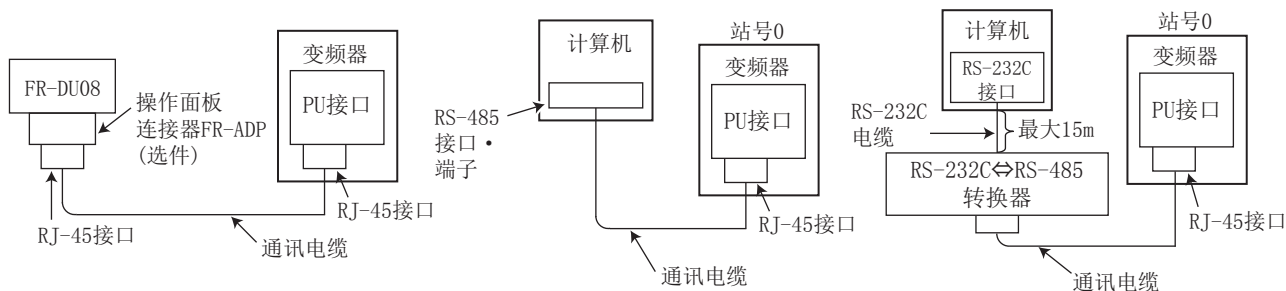 变频器
FR-DU08
PU接口
操作面板
连接器FR-ADP
(选件)
RJ-45接口
RJ-45接口
通讯电缆
计算机
站号0
变频器
PU接口
RS-485
接口・
端子
RJ-45接口
通讯电缆
计算机
RS-232C
接口
站号0
变频器
PU接口
RS-232C
电缆
最大15m
RS-232C⇔RS-485
转换器
RJ-45接口
通讯电缆